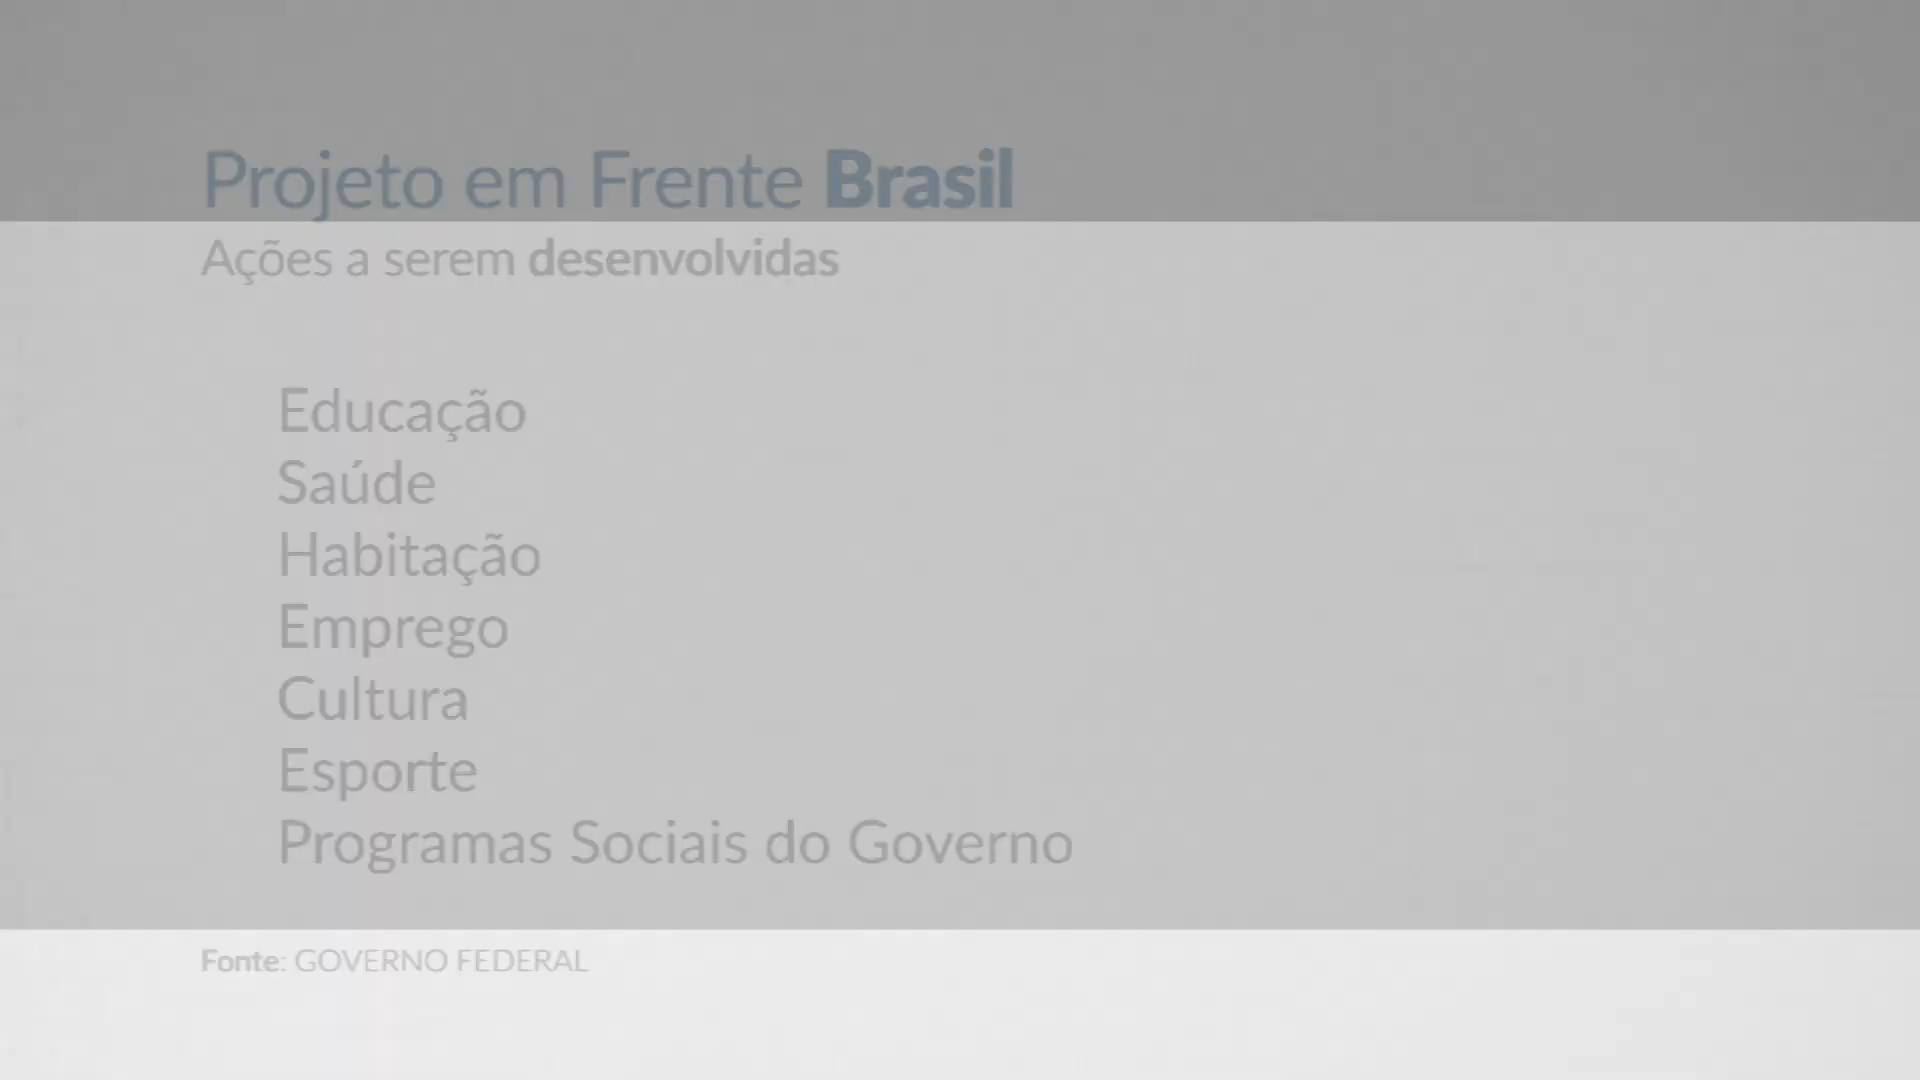 Projeto em Frente Brasil
Ações a serem desenvolvidas
Educação
Saúde
Habitação
Emprego
Cultura
Esporte
Programas Sociais do Governo
Fonte: GOVERNO FEDERAL